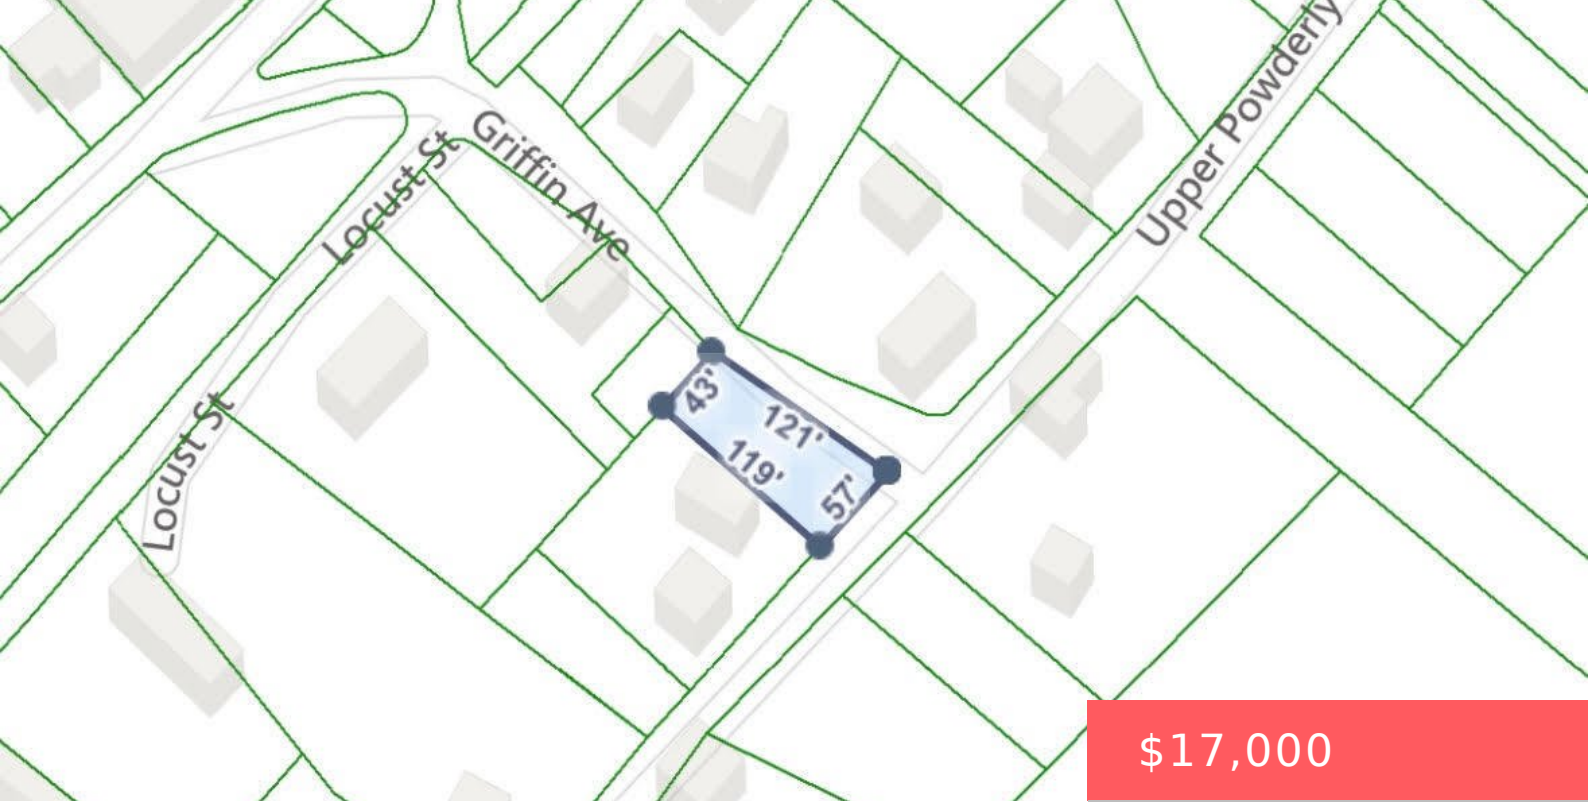 Griffin Ave
Locust St
Upper Powderly
Locust St
43'
121'
119'
57'
$17,000